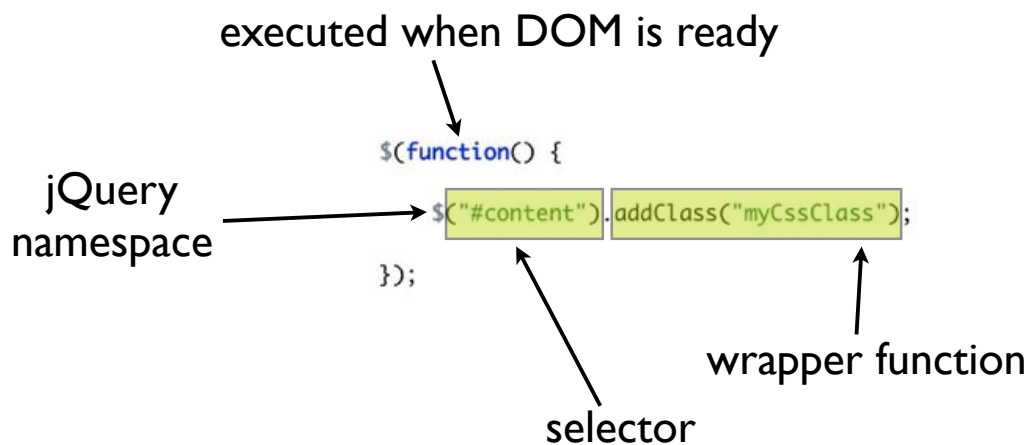 executed when DOM is ready
$(function() {
jQuery
namespace
$("#content").addClass("myCssClass");
});
wrapper function
selector